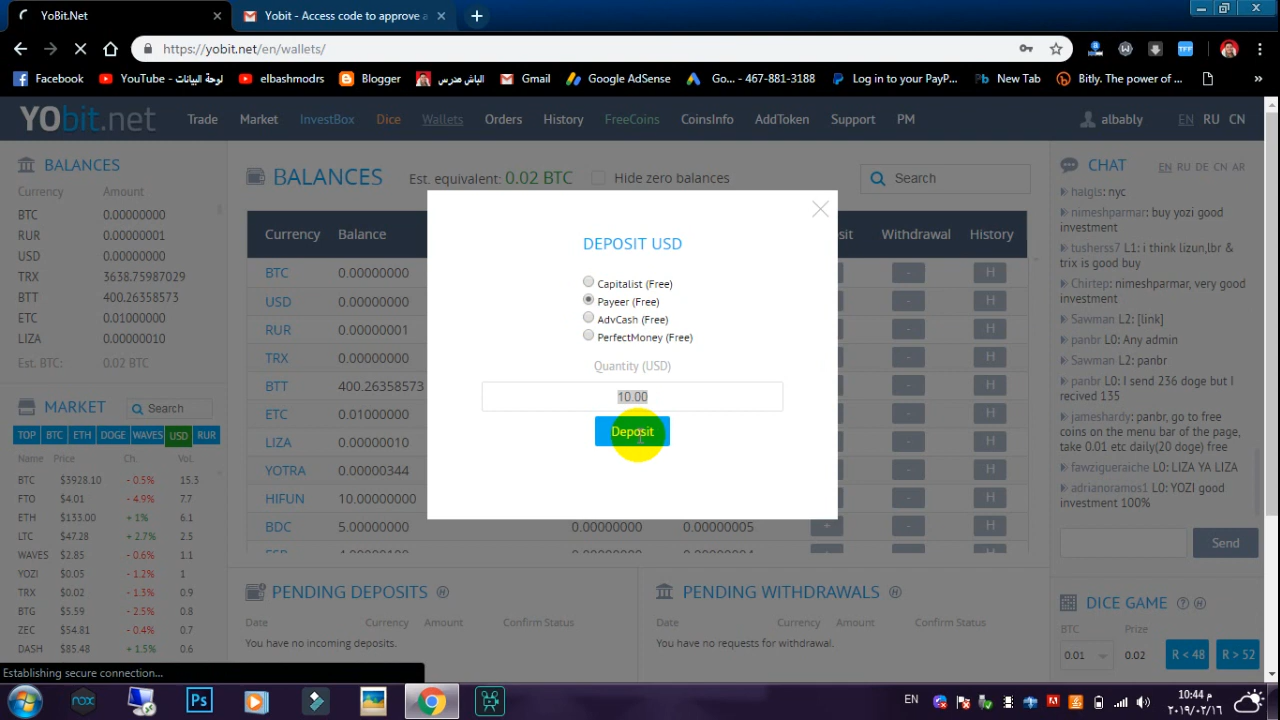 YoBit.Net
Yobit - Access code to approve a
https://yobit.net/en/wallets/
Facebook
YouTube - لوحة البيانات
elbashmodrs
Blogger
الباش مدرس
Gmail
Google AdSense
Go... - 467-881-3188
Log in to your PayP...
New Tab
Bitly. The power of ...
YObit.net
Trade Market InvestBox Dice Wallets Orders History FreeCoins CoinsInfo AddToken Support PM
albably
EN RU CN
BALANCES
Currency Amount
BTC 0.00000000
RUR 0.00000001
USD 0.00000000
TRX 3638.75987029
BTT 400.26358573
ETC 0.01000000
LIZA 0.00000010
Est. BTC: 0.02 BTC
MARKET
Search
TOP BTC ETH DOGE WAVES USD RUR
Name Price Ch. Vol.
BTC $3928.10 - 0.5% 15.3
FTO $4.01 - 4.9% 7.7
ETH $133.00 + 1% 6.1
LTC $47.28 + 2.7% 2.5
WAVES $2.85 - 0.6% 1.1
YOZI $0.05 - 1.2% 1
TRX $0.02 - 1.3% 0.9
BTG $5.59 - 2.5% 0.8
ZEC $54.81 - 0.4% 0.7
DASH $85.48 + 1.5% 0.6
BALANCES
Est. equivalent: 0.02 BTC
Hide zero balances
Search
Currency Balance
sit Withdrawal History
BTC 0.00000000 - H
USD 0.00000000 - H
RUR 0.00000001 - H
TRX 0.00000000 - H
BTT 400.26358573 - H
ETC 0.01000000 - H
LIZA 0.00000010 - H
YOTRA 0.00000344 - H
HIFUN 10.00000000 - H
BDC 5.00000000 0.00000000 0.00000005 + - H
DEPOSIT USD
Capitalist (Free)
Payeer (Free)
AdvCash (Free)
PerfectMoney (Free)
Quantity (USD)
10.00
Deposit
PENDING DEPOSITS
Date Currency Amount Confirm Status
You have no incoming deposits.
PENDING WITHDRAWALS
Date Currency Amount Confirm Status
You have no requests for withdrawal.
CHAT
EN RU DE CN AR
halgls: nyc
nimeshparmar: buy yozi good
investment
tusherss7 L1: i think lizun,lbr &
trix is good buy
Chirtep: nimeshparmar, very good
investment
Sawman L2: [link]
panbr L0: Any admin
Sawman L2: panbr
panbr L0: I send 236 doge but I
recived 135
jameshardy: panbr, go to free
coins on the menu bar of the page,
take 0.01 etc daily(20 doge) free
fawzigueraiche L0: LIZA YA LIZA
adrianoramos1 L0: YOZI good
investment 100%
Send
DICE GAME
BTC Prize
0.01 0.02 R < 48 R > 52
Establishing secure connection...
EN
10:44 م
٢٠١٩/٠٢/١٦